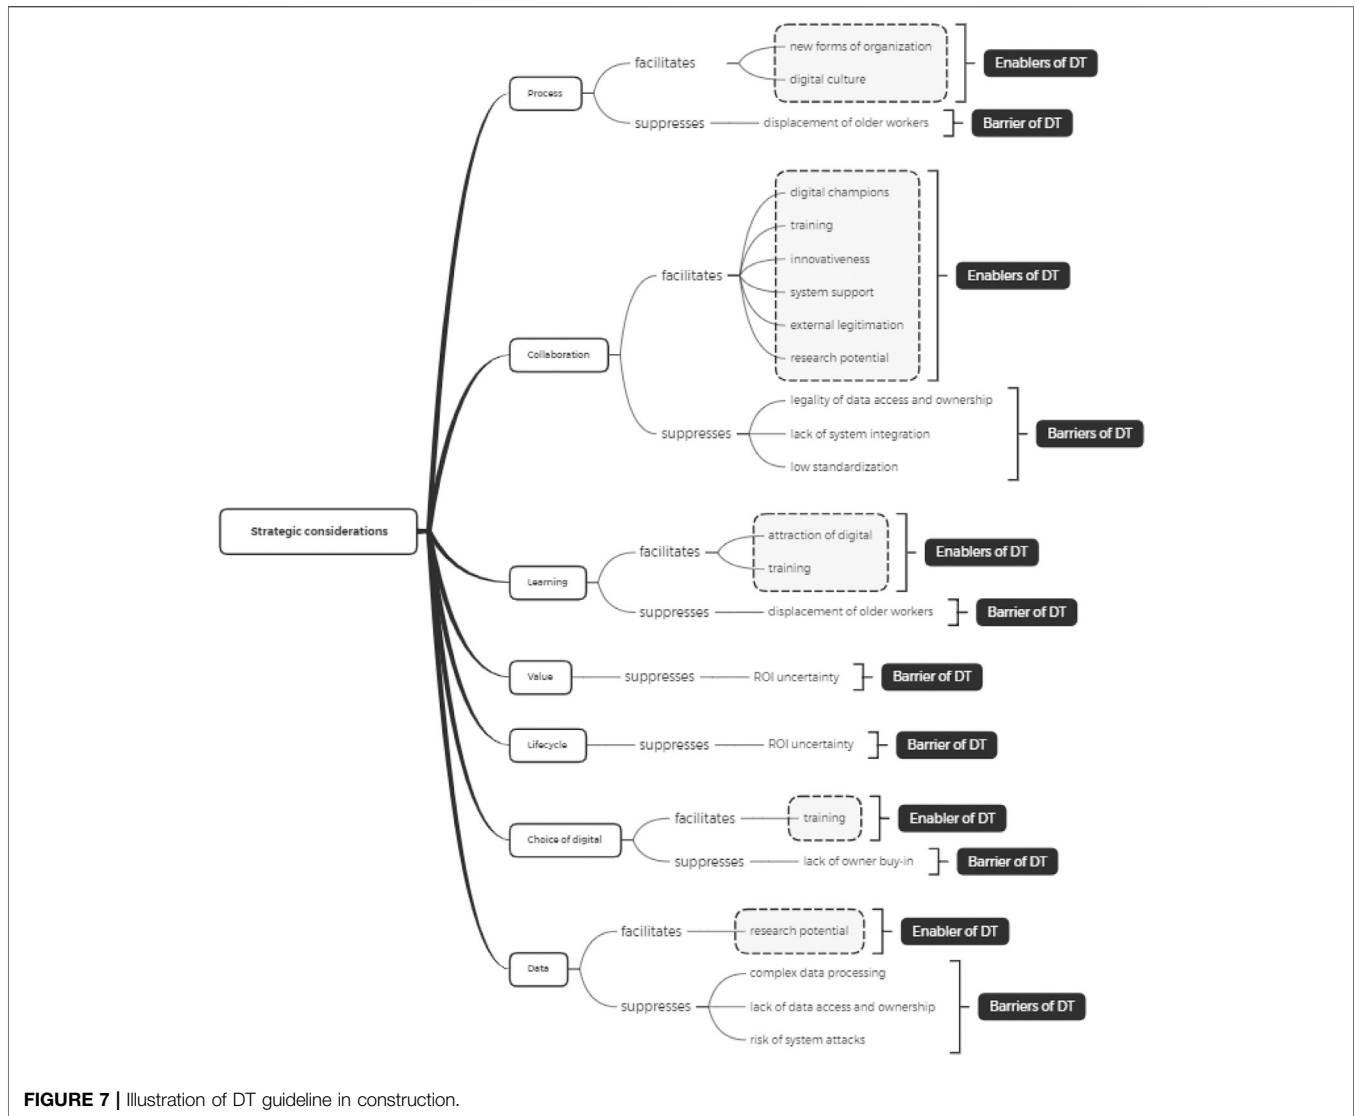 new forms of organization
facilitates
Enablers of DT
digital culture
Process
suppresses
displacement of older workers
Barrier of DT
digital champions
training
innovativeness
facilitates
Enablers of DT
system support
external legitimation
research potential
Collaboration
legality of data access and ownership
suppresses
lack of system integration
Barriers of DT
low standardization
Strategic considerations
attraction of digital
facilitates
Enablers of DT
training
Learning
suppresses
displacement of older workers
Barrier of DT
Value
suppresses
ROI uncertainty
Barrier of DT
Lifecycle
suppresses
ROI uncertainty
Barrier of DT
facilitates
training
Enabler of DT
Choice of digital
suppresses
lack of owner buy-in
Barrier of DT
facilitates
research potential
Enabler of DT
Data
complex data processing
suppresses
lack of data access and ownership
Barriers of DT
risk of system attacks
FIGURE 7 | Illustration of DT guideline in construction.